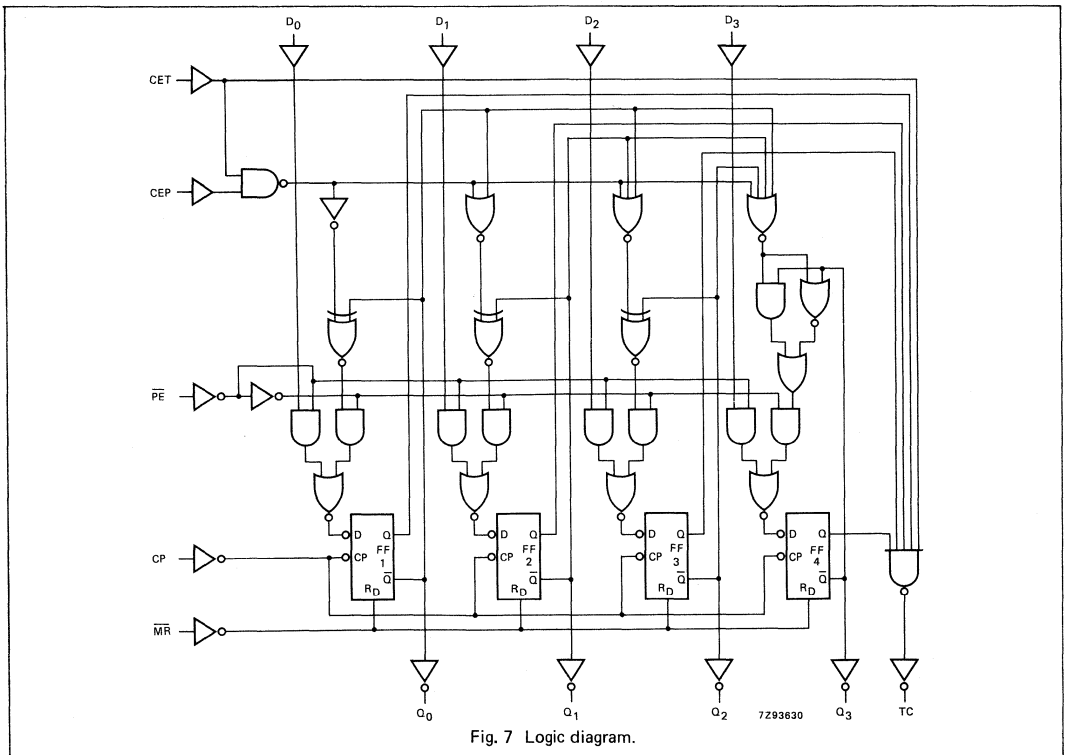 D0
D1
D2
D3
CET
CEP
PE
D Q
FF
1
CP
Q
RD
D Q
FF
2
CP
Q
RD
D Q
FF
3
CP
Q
RD
D Q
FF
4
CP
Q
RD
CP
MR
Q0
Q1
Q2
7Z93630
Q3
TC
Fig. 7 Logic diagram.